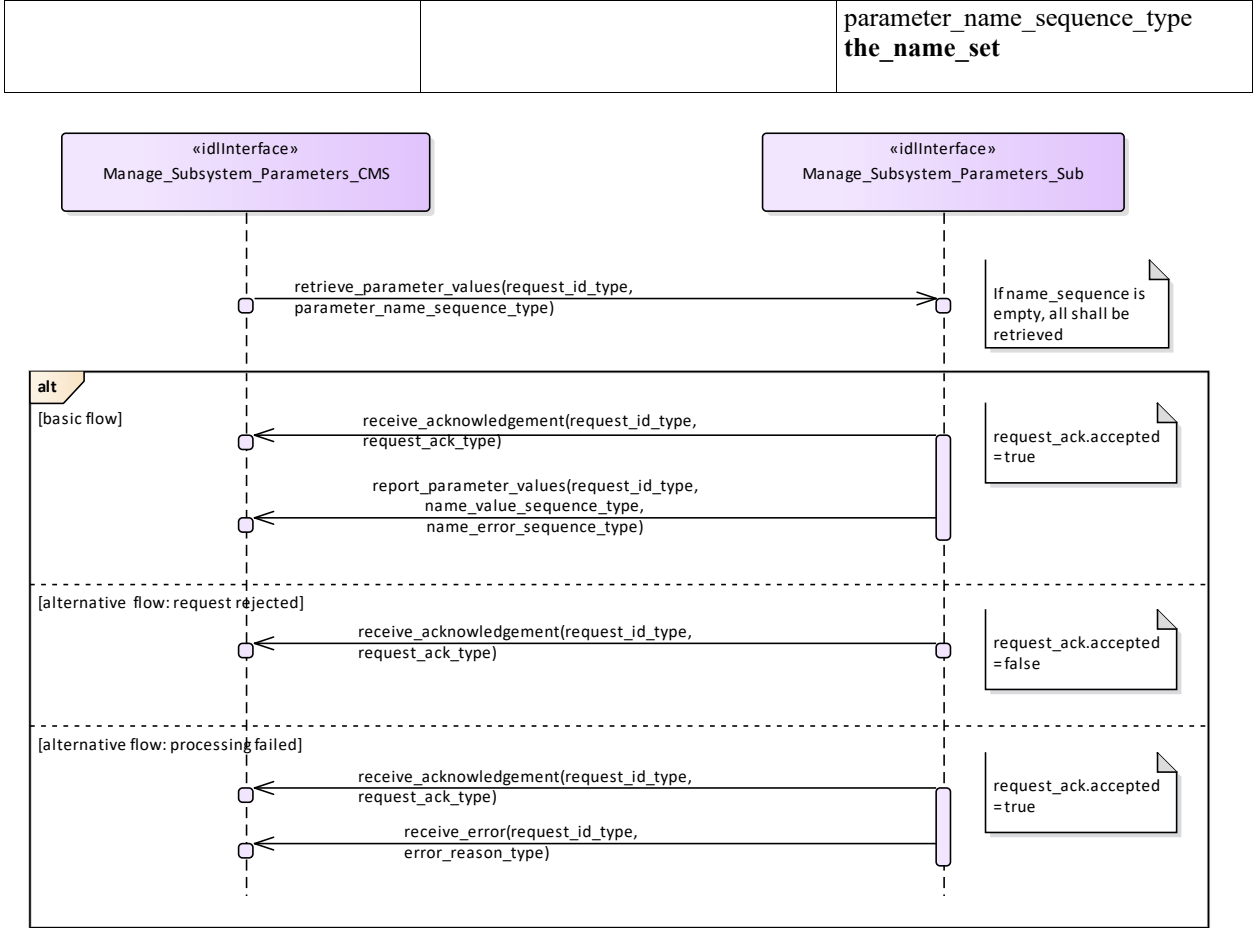 parameter_name_sequence_type
the_name_set
«idlInterface»
Manage_Subsystem_Parameters_CMS
«idlInterface»
Manage_Subsystem_Parameters_Sub
retrieve_parameter_values(request_id_type,
parameter_name_sequence_type)
If name_sequence is
empty, all shall be
retrieved
alt
[basic flow]
receive_acknowledgement(request_id_type,
request_ack_type)
request_ack.accepted
=true
report_parameter_values(request_id_type,
name_value_sequence_type,
name_error_sequence_type)
[alternative flow: request rejected]
receive_acknowledgement(request_id_type,
request_ack_type)
request_ack.accepted
=false
[alternative flow: processing failed]
receive_acknowledgement(request_id_type,
request_ack_type)
request_ack.accepted
=true
receive_error(request_id_type,
error_reason_type)